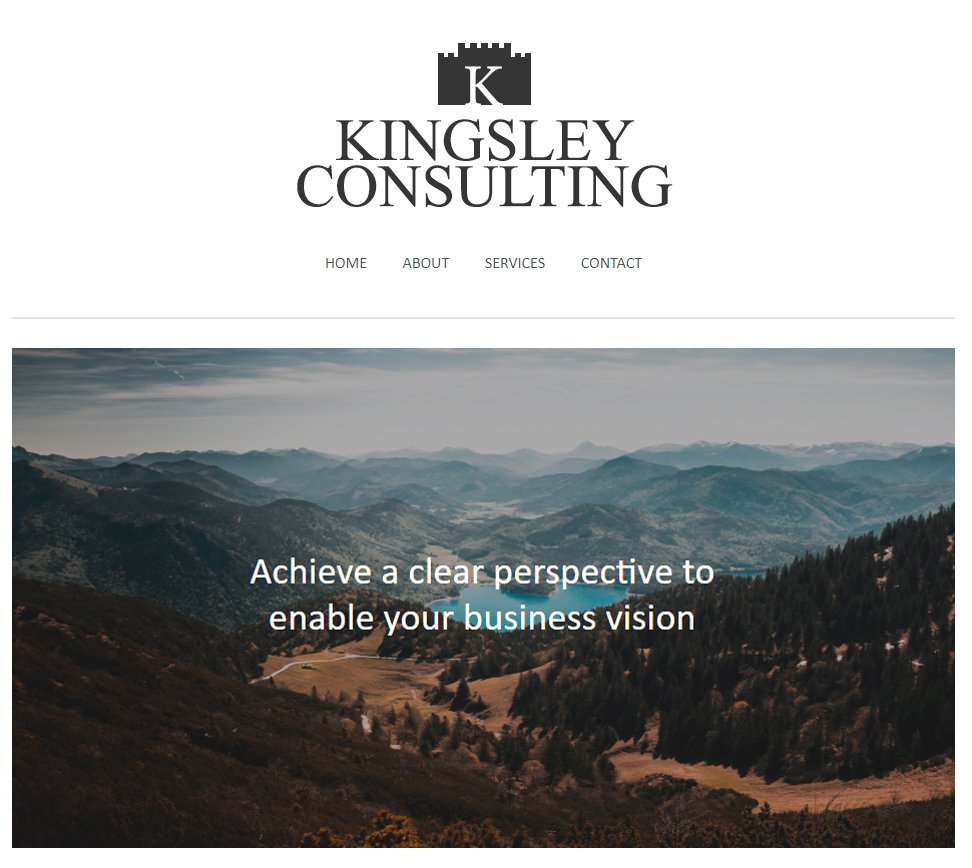 K
KINGSLEY
CONSULTING
HOME ABOUT SERVICES CONTACT
Achieve a clear perspective to
enable your business vision